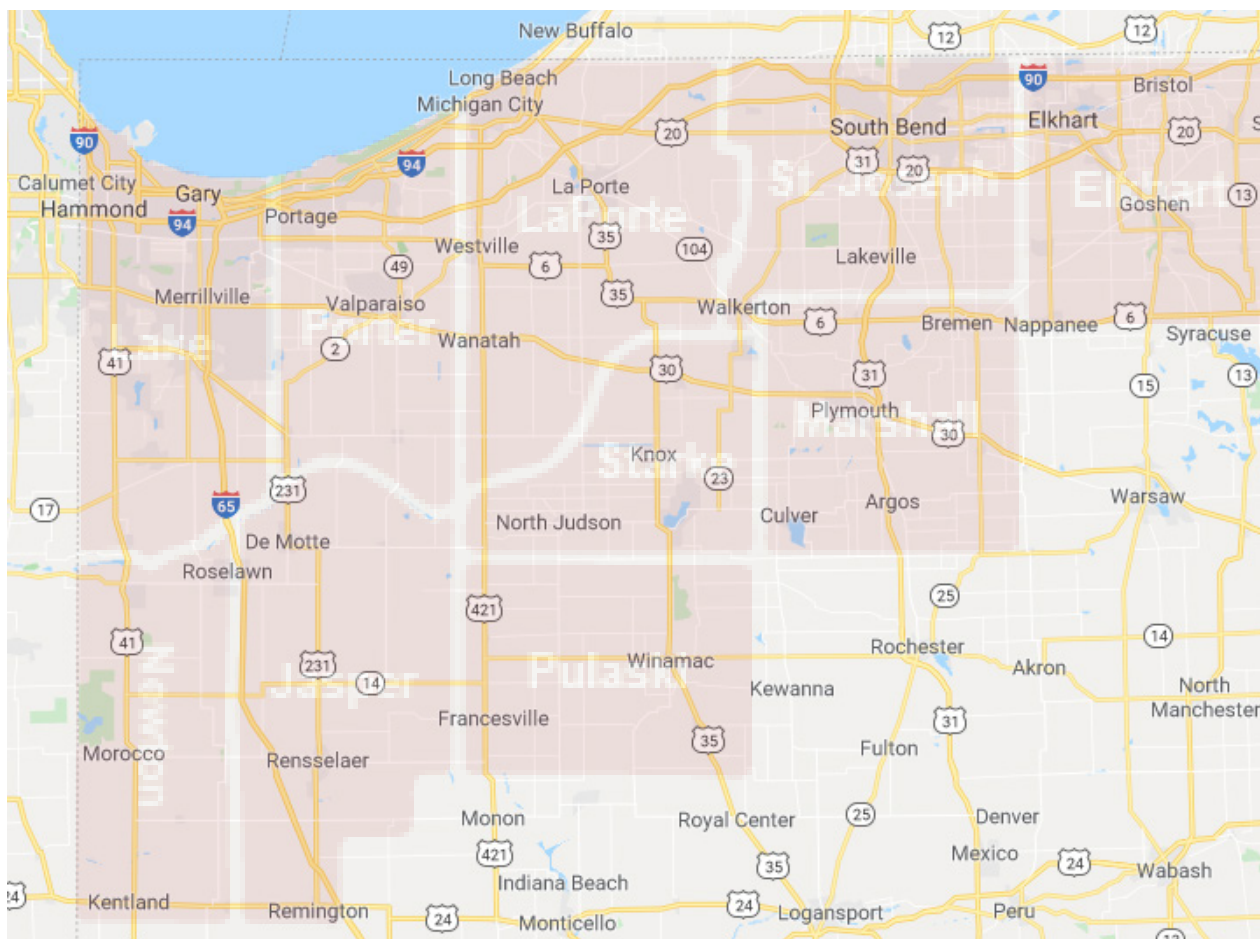 New Buffalo
12
12
Long Beach
Michigan City
90
Bristol
90
20
South Bend
Elkhart
20
S
94
31
20
Calumet City
Gary
La Porte
St. Joseph
Elkhart
13
Hammond
94
Portage
LaPorte
35
Goshen
Westville
104
49
6
Lakeville
Merrillville
Valparaiso
35
Walkerton
6
Bremen
Nappanee
6
Lake
Porter
2
Wanatah
Syracuse
41
30
31
15
13
Plymouth
Marshall
30
Knox
Starke
23
231
65
17
North Judson
Culver
Argos
Warsaw
De Motte
Roselawn
421
25
41
Newton
231
Jasper
14
Pulaski
Winamac
Rochester
14
Akron
Kewanna
North
Manchester
Francesville
31
35
Morocco
Rensselaer
Fulton
Monon
Royal Center
25
Denver
421
Mexico
35
24
Wabash
24
Indiana Beach
Kentland
Remington
24
Monticello
24
Logansport
Peru
13